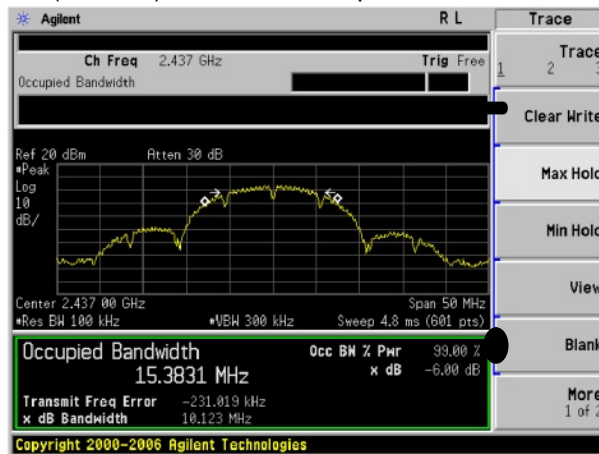 Agilent R L Trace
Ch Freq 2.437 GHz Trig Free
Occupied Bandwidth
Trace
1 2 3
Clear Write
Max Hold
Min Hold
View
Blank
More
1 of 2
Ref 20 dBm Atten 30 dB
#Peak
Log
10
dB/
Center 2.437 00 GHz Span 50 MHz
#Res BW 100 kHz #VBW 300 kHz Sweep 4.8 ms (601 pts)
Occupied Bandwidth Occ BW % Pwr 99.00 %
15.3831 MHz x dB -6.00 dB
Transmit Freq Error -231.019 kHz
x dB Bandwidth 10.123 MHz
Copyright 2000-2006 Agilent Technologies